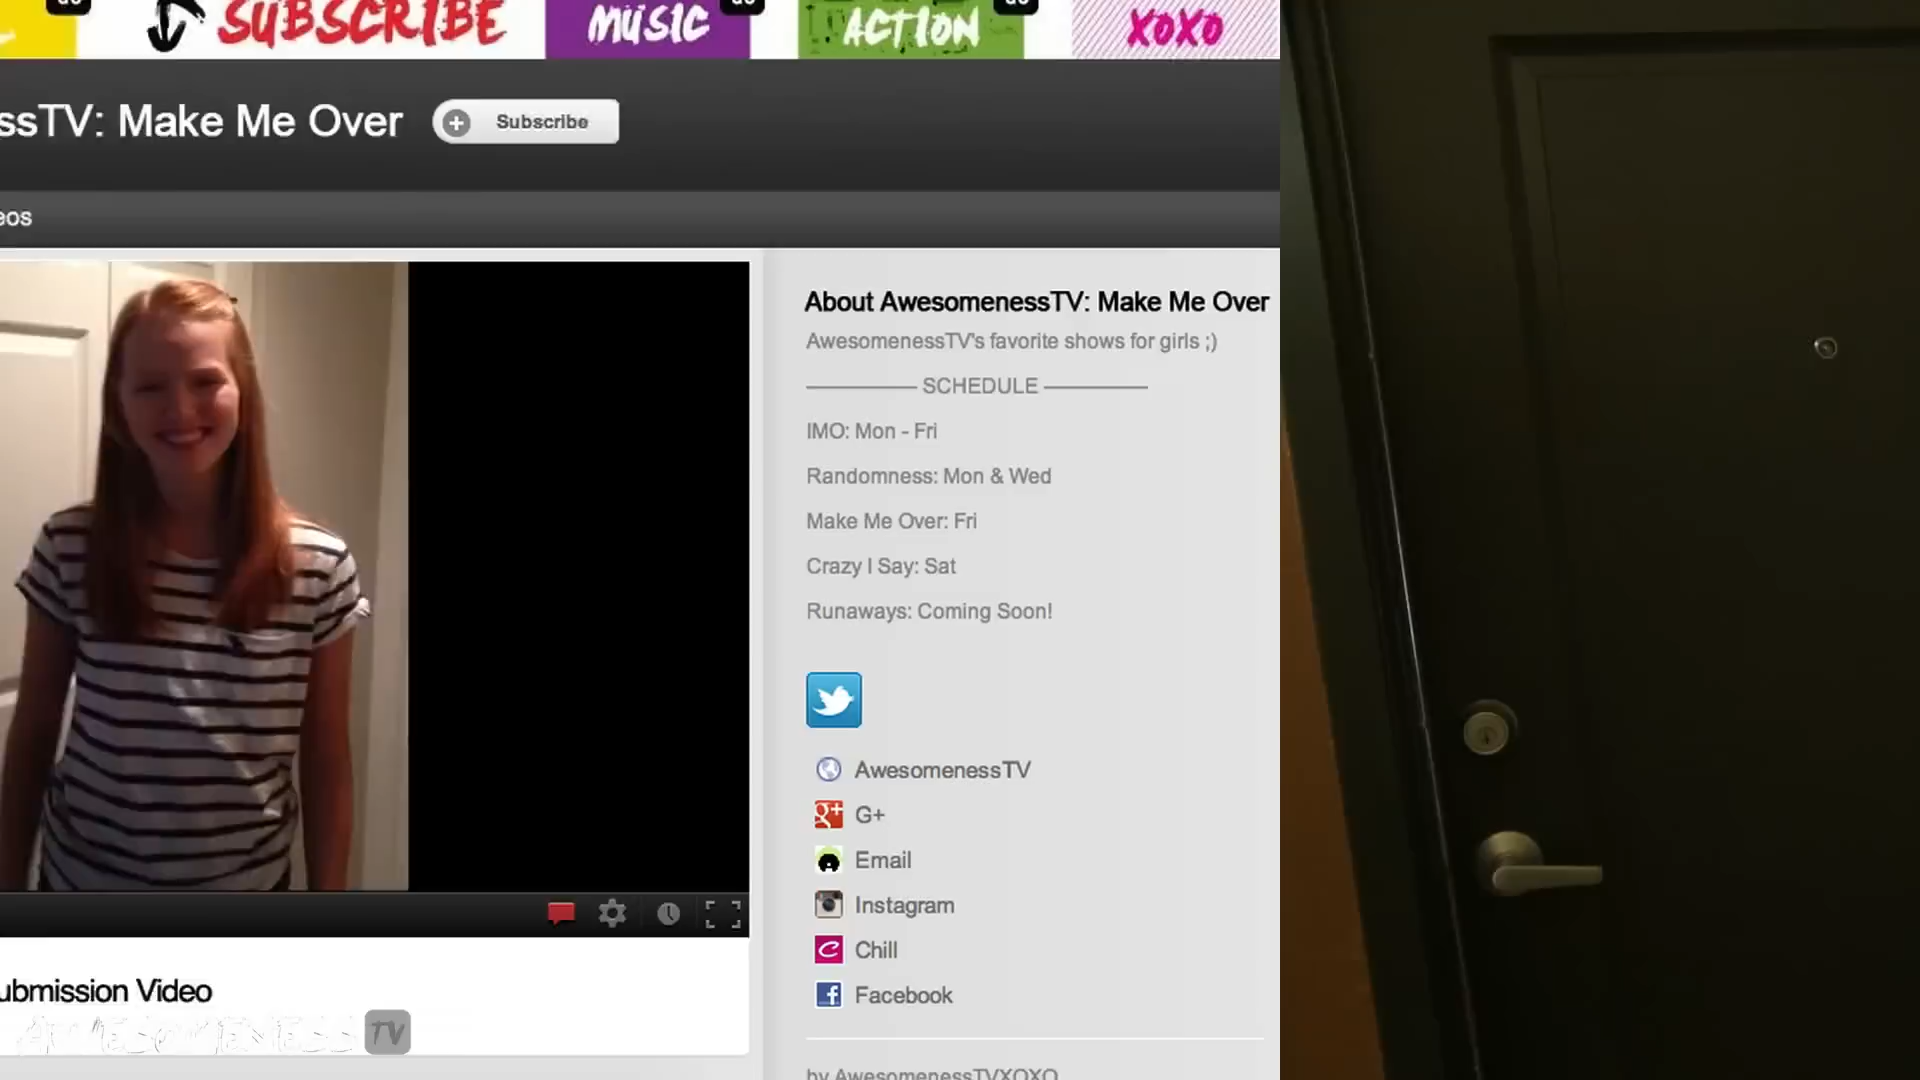 SUBSCRIBE
MUSIC
ACTION
XOXO
ssTV: Make Me Over
Subscribe
eos
About AwesomenessTV: Make Me Over
AwesomenessTV's favorite shows for girls ;)
SCHEDULE
IMO: Mon - Fri
Randomness: Mon & Wed
Make Me Over: Fri
Crazy I Say: Sat
Runaways: Coming Soon!
AwesomenessTV
g+ G+
Email
Instagram
Chill
f Facebook
ubmission Video
AWESOMENESS TV
by AwesomenessTVXOXO